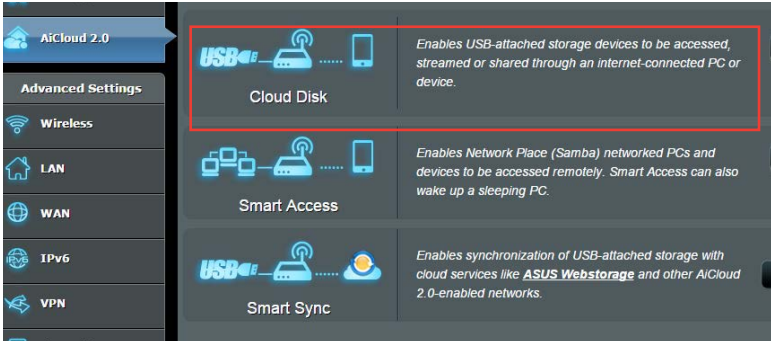 AiCloud 2.0
Advanced Settings
Wireless
LAN
WAN
IPv6
IPv6
VPN
USB
Cloud Disk
Enables USB-attached storage devices to be accessed,
streamed or shared through an internet-connected PC or
device.
Smart Access
Enables Network Place (Samba) networked PCs and
devices to be accessed remotely. Smart Access can also
wake up a sleeping PC.
USB
Smart Sync
Enables synchronization of USB-attached storage with
cloud services like ASUS Webstorage and other AiCloud
2.0-enabled networks.